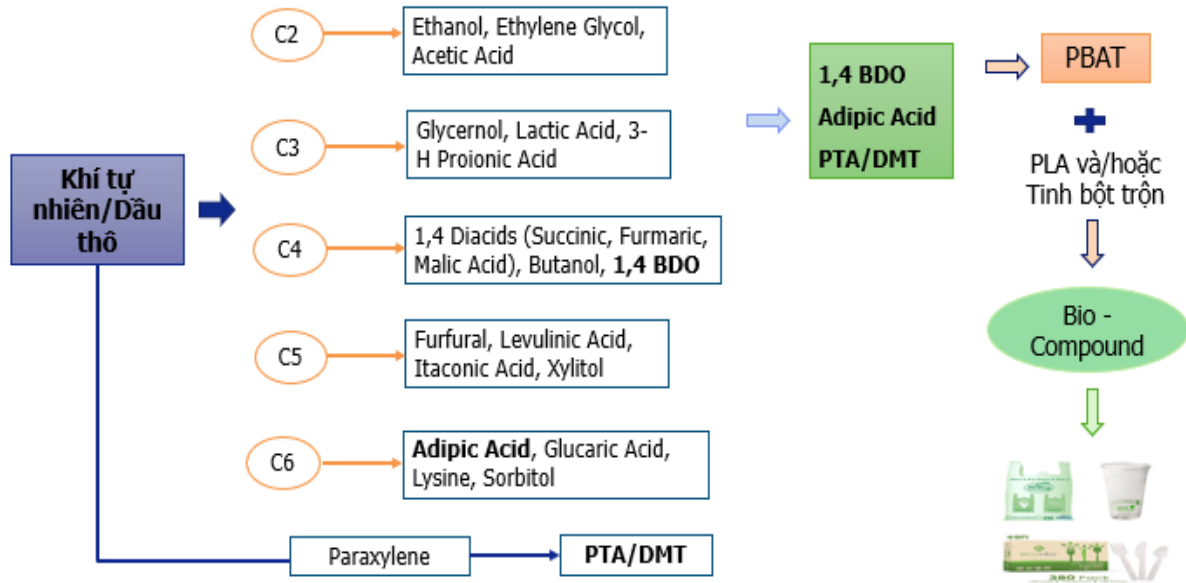 C2
Ethanol, Ethylene Glycol,
Acetic Acid
C3
Glycernol, Lactic Acid, 3-
H Proionic Acid
Khí tự
nhiên/Dầu
thô
C4
1,4 Diacids (Succinic, Furmaric,
Malic Acid), Butanol, 1,4 BDO
C5
Furfural, Levulinic Acid,
Itaconic Acid, Xylitol
C6
Adipic Acid, Glucaric Acid,
Lysine, Sorbitol
Paraxylene
PTA/DMT
1,4 BDO
Adipic Acid
PTA/DMT
PBAT
PLA và/hoặc
Tinh bột trộn
Bio -
Compound